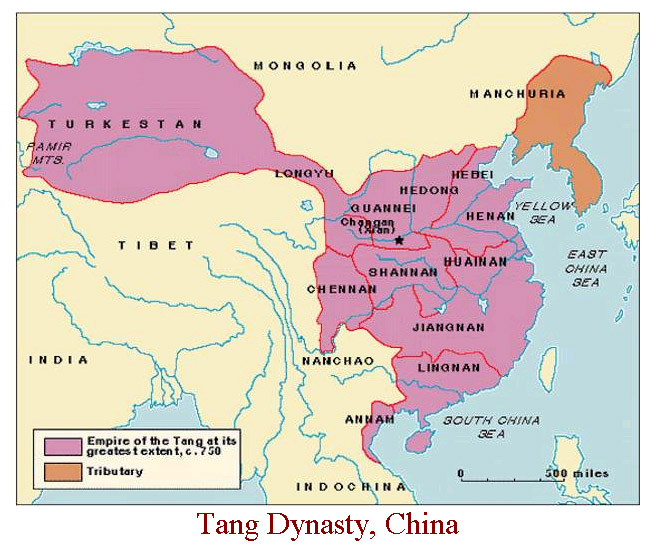 MONGOLIA
MANCHURIA
TURKESTAN
PAMIR
MTS.
LONGYU
HEBEI
HEDONG
GUANNEI
HENAN
YELLOW
SEA
Changan
(Xian)
TIBET
EAST
CHINA
SEA
SHANNAN
HUAINAN
CHENNAN
JIANGNAN
INDIA
NANCHAO
LINGNAN
ANNAM
SOUTH CHINA
SEA
Empire of the Tang at its
greatest extent, c. 750
Tributary
0 500 miles
INDOCHINA
Tang Dynasty, China